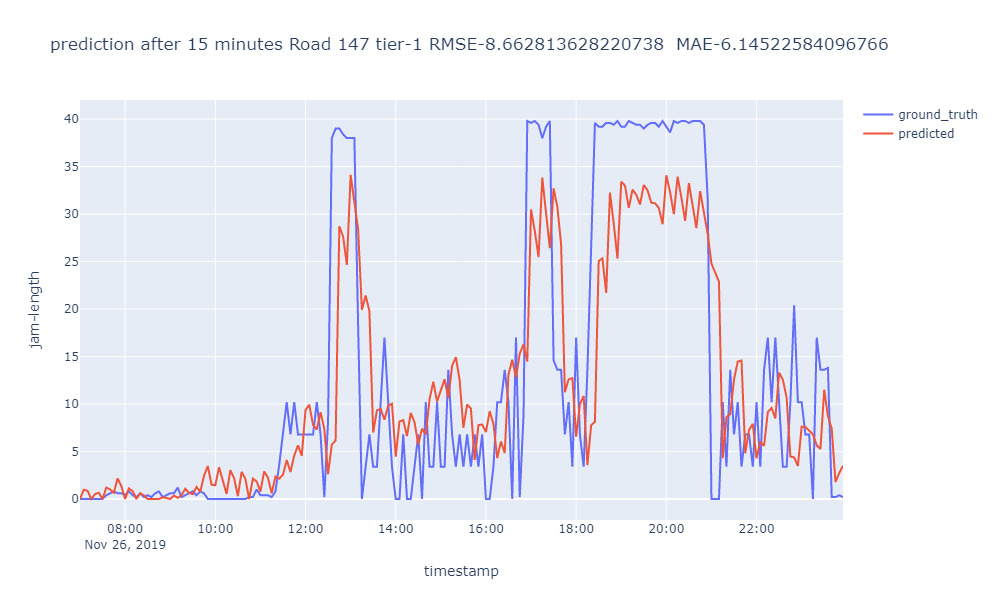 prediction after 15 minutes Road 147 tier-1 RMSE-8.662813628220738  MAE-6.14522584096766
ground_truth
predicted
jam-length
40
35
30
25
20
15
10
5
0
08:00 10:00 12:00 14:00 16:00 18:00 20:00 22:00
Nov 26, 2019
timestamp